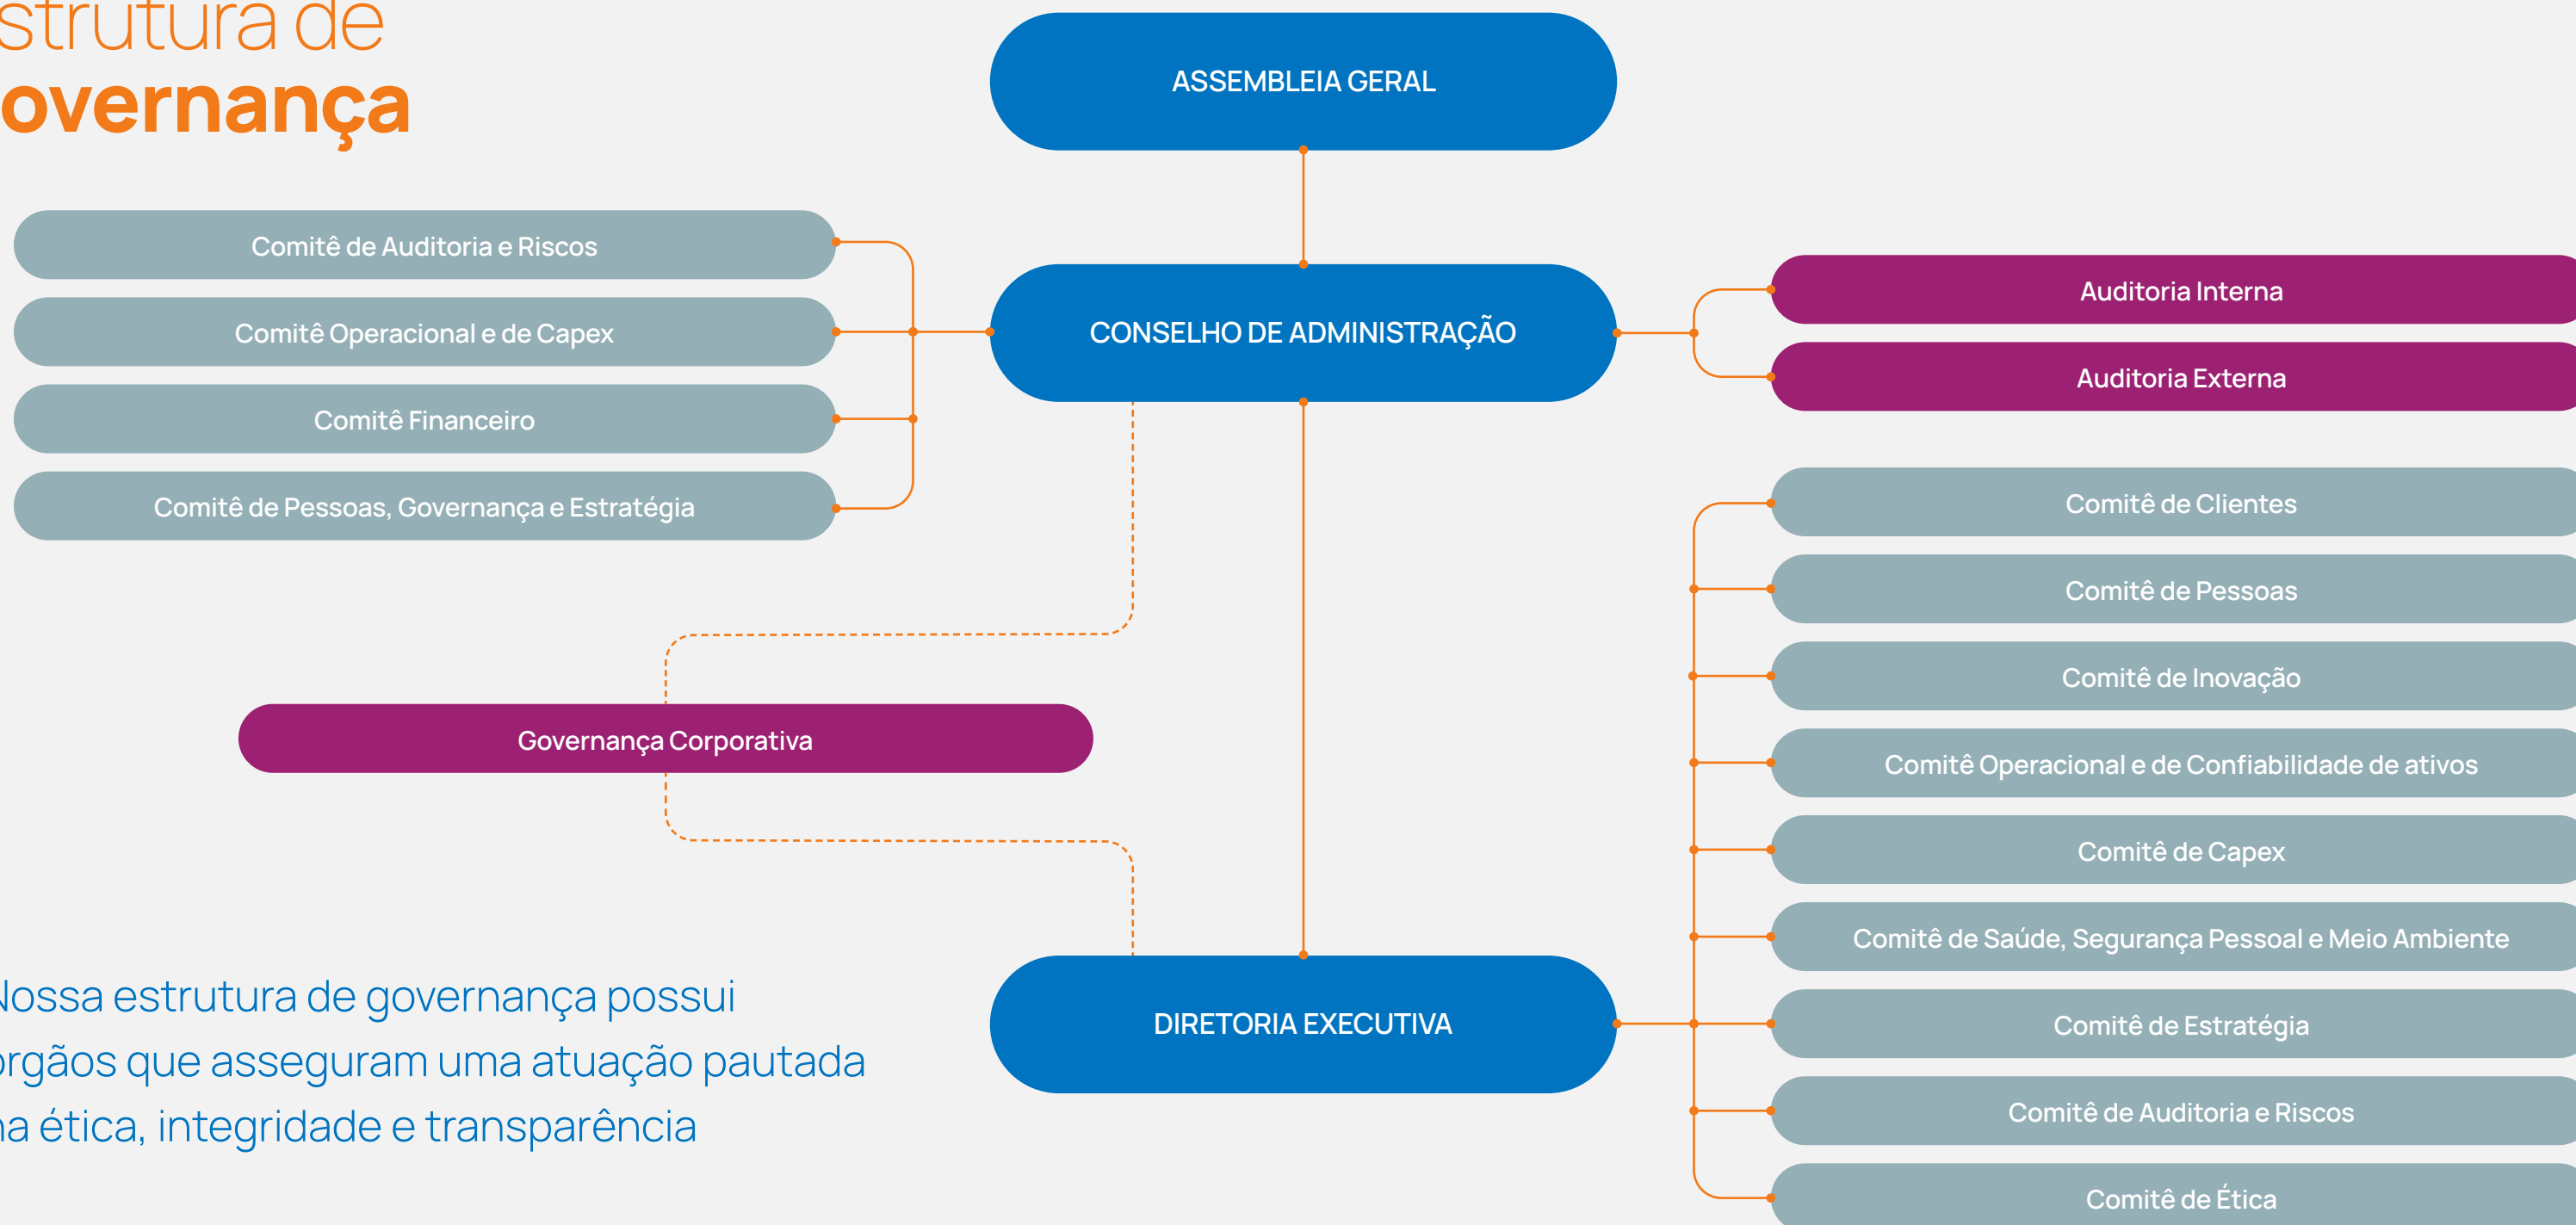 strutura de
overnança
ASSEMBLEIA GERAL
Comitê de Auditoria e Riscos
Comitê Operacional e de Capex
Comitê Financeiro
Comitê de Pessoas, Governança e Estratégia
CONSELHO DE ADMINISTRAÇÃO
Auditoria Interna
Auditoria Externa
Governança Corporativa
Comitê de Clientes
Comitê de Pessoas
Comitê de Inovação
Comitê Operacional e de Confiabilidade de ativos
Comitê de Capex
Comitê de Saúde, Segurança Pessoal e Meio Ambiente
Comitê de Estratégia
Comitê de Auditoria e Riscos
Comitê de Ética
DIRETORIA EXECUTIVA
Nossa estrutura de governança possui
órgãos que asseguram uma atuação pautada
na ética, integridade e transparência